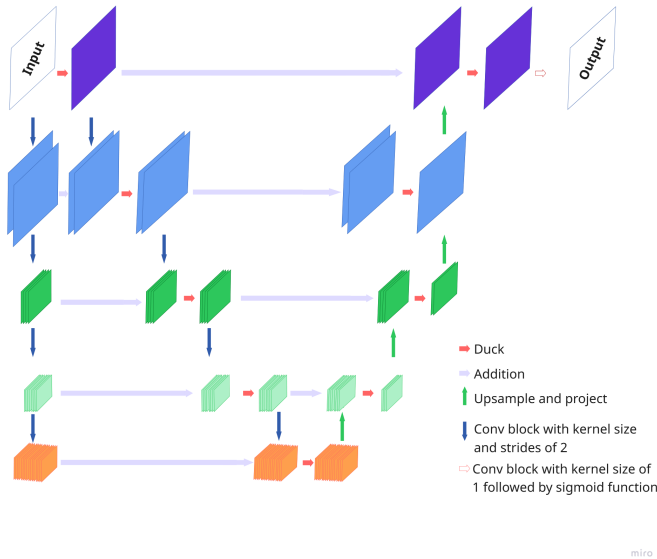 Input
Output
Duck
Addition
Upsample and project
Conv block with kernel size
and strides of 2
Conv block with kernel size of
1 followed by sigmoid function
miro